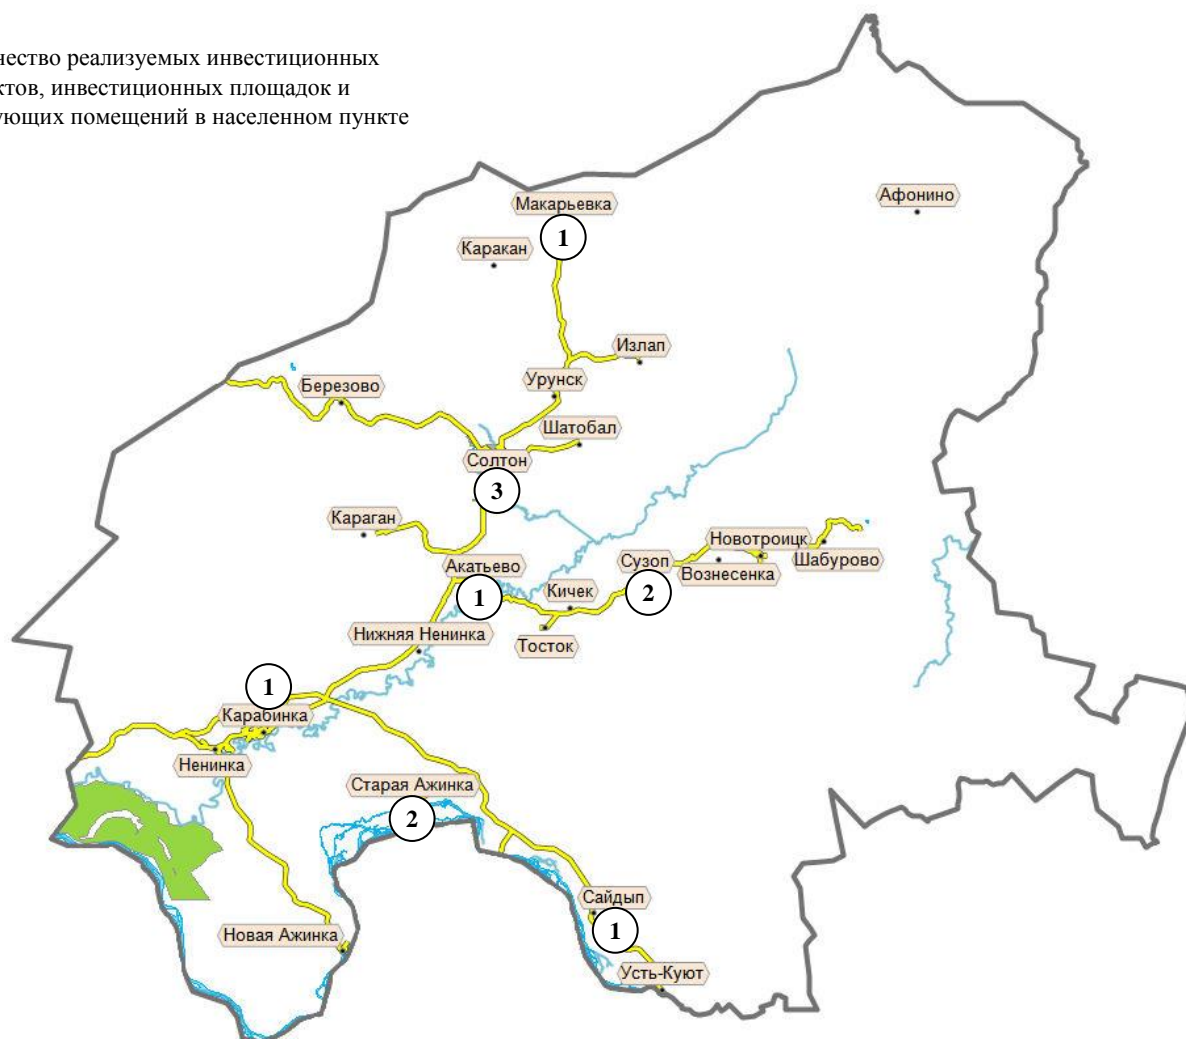 чество реализуемых инвестиционных
ктов, инвестиционных площадок и
ующих помещений в населенном пункте
Афонино
Макарьевка
1
Каракан
Излап
Урунск
Березово
Шатобал
Солтон
3
Караган
Новотроицк
Сузоп
Шабурово
Акатьево
Вознесенка
Кичек
2
1
Нижняя Ненинка
Тосток
1
Карабинка
Ненинка
Старая Ажинка
2
Сайдып
1
Новая Ажинка
Усть-Куют